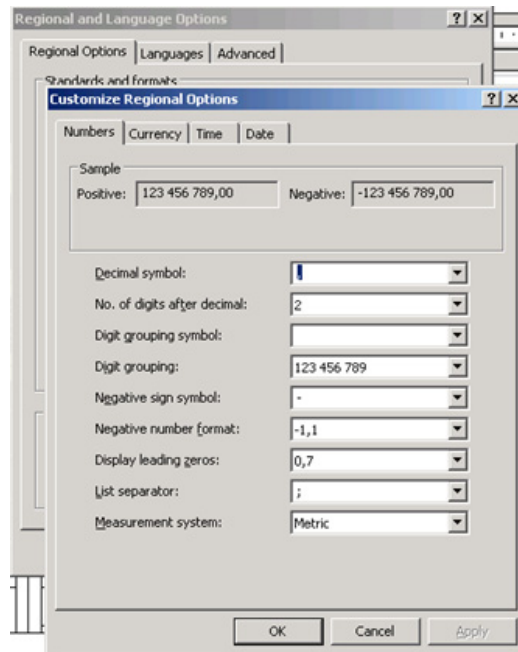 Regional and Language Options
Regional Options Languages Advanced
Standards and formats
Customize Regional Options
Numbers Currency Time Date
Sample
Positive: 123 456 789,00 Negative: -123 456 789,00
Decimal symbol: ,
No. of digits after decimal: 2
Digit grouping symbol:
Digit grouping: 123 456 789
Negative sign symbol: -
Negative number format: -1,1
Display leading zeros: 0,7
List separator: ;
Measurement system: Metric
OK Cancel Apply